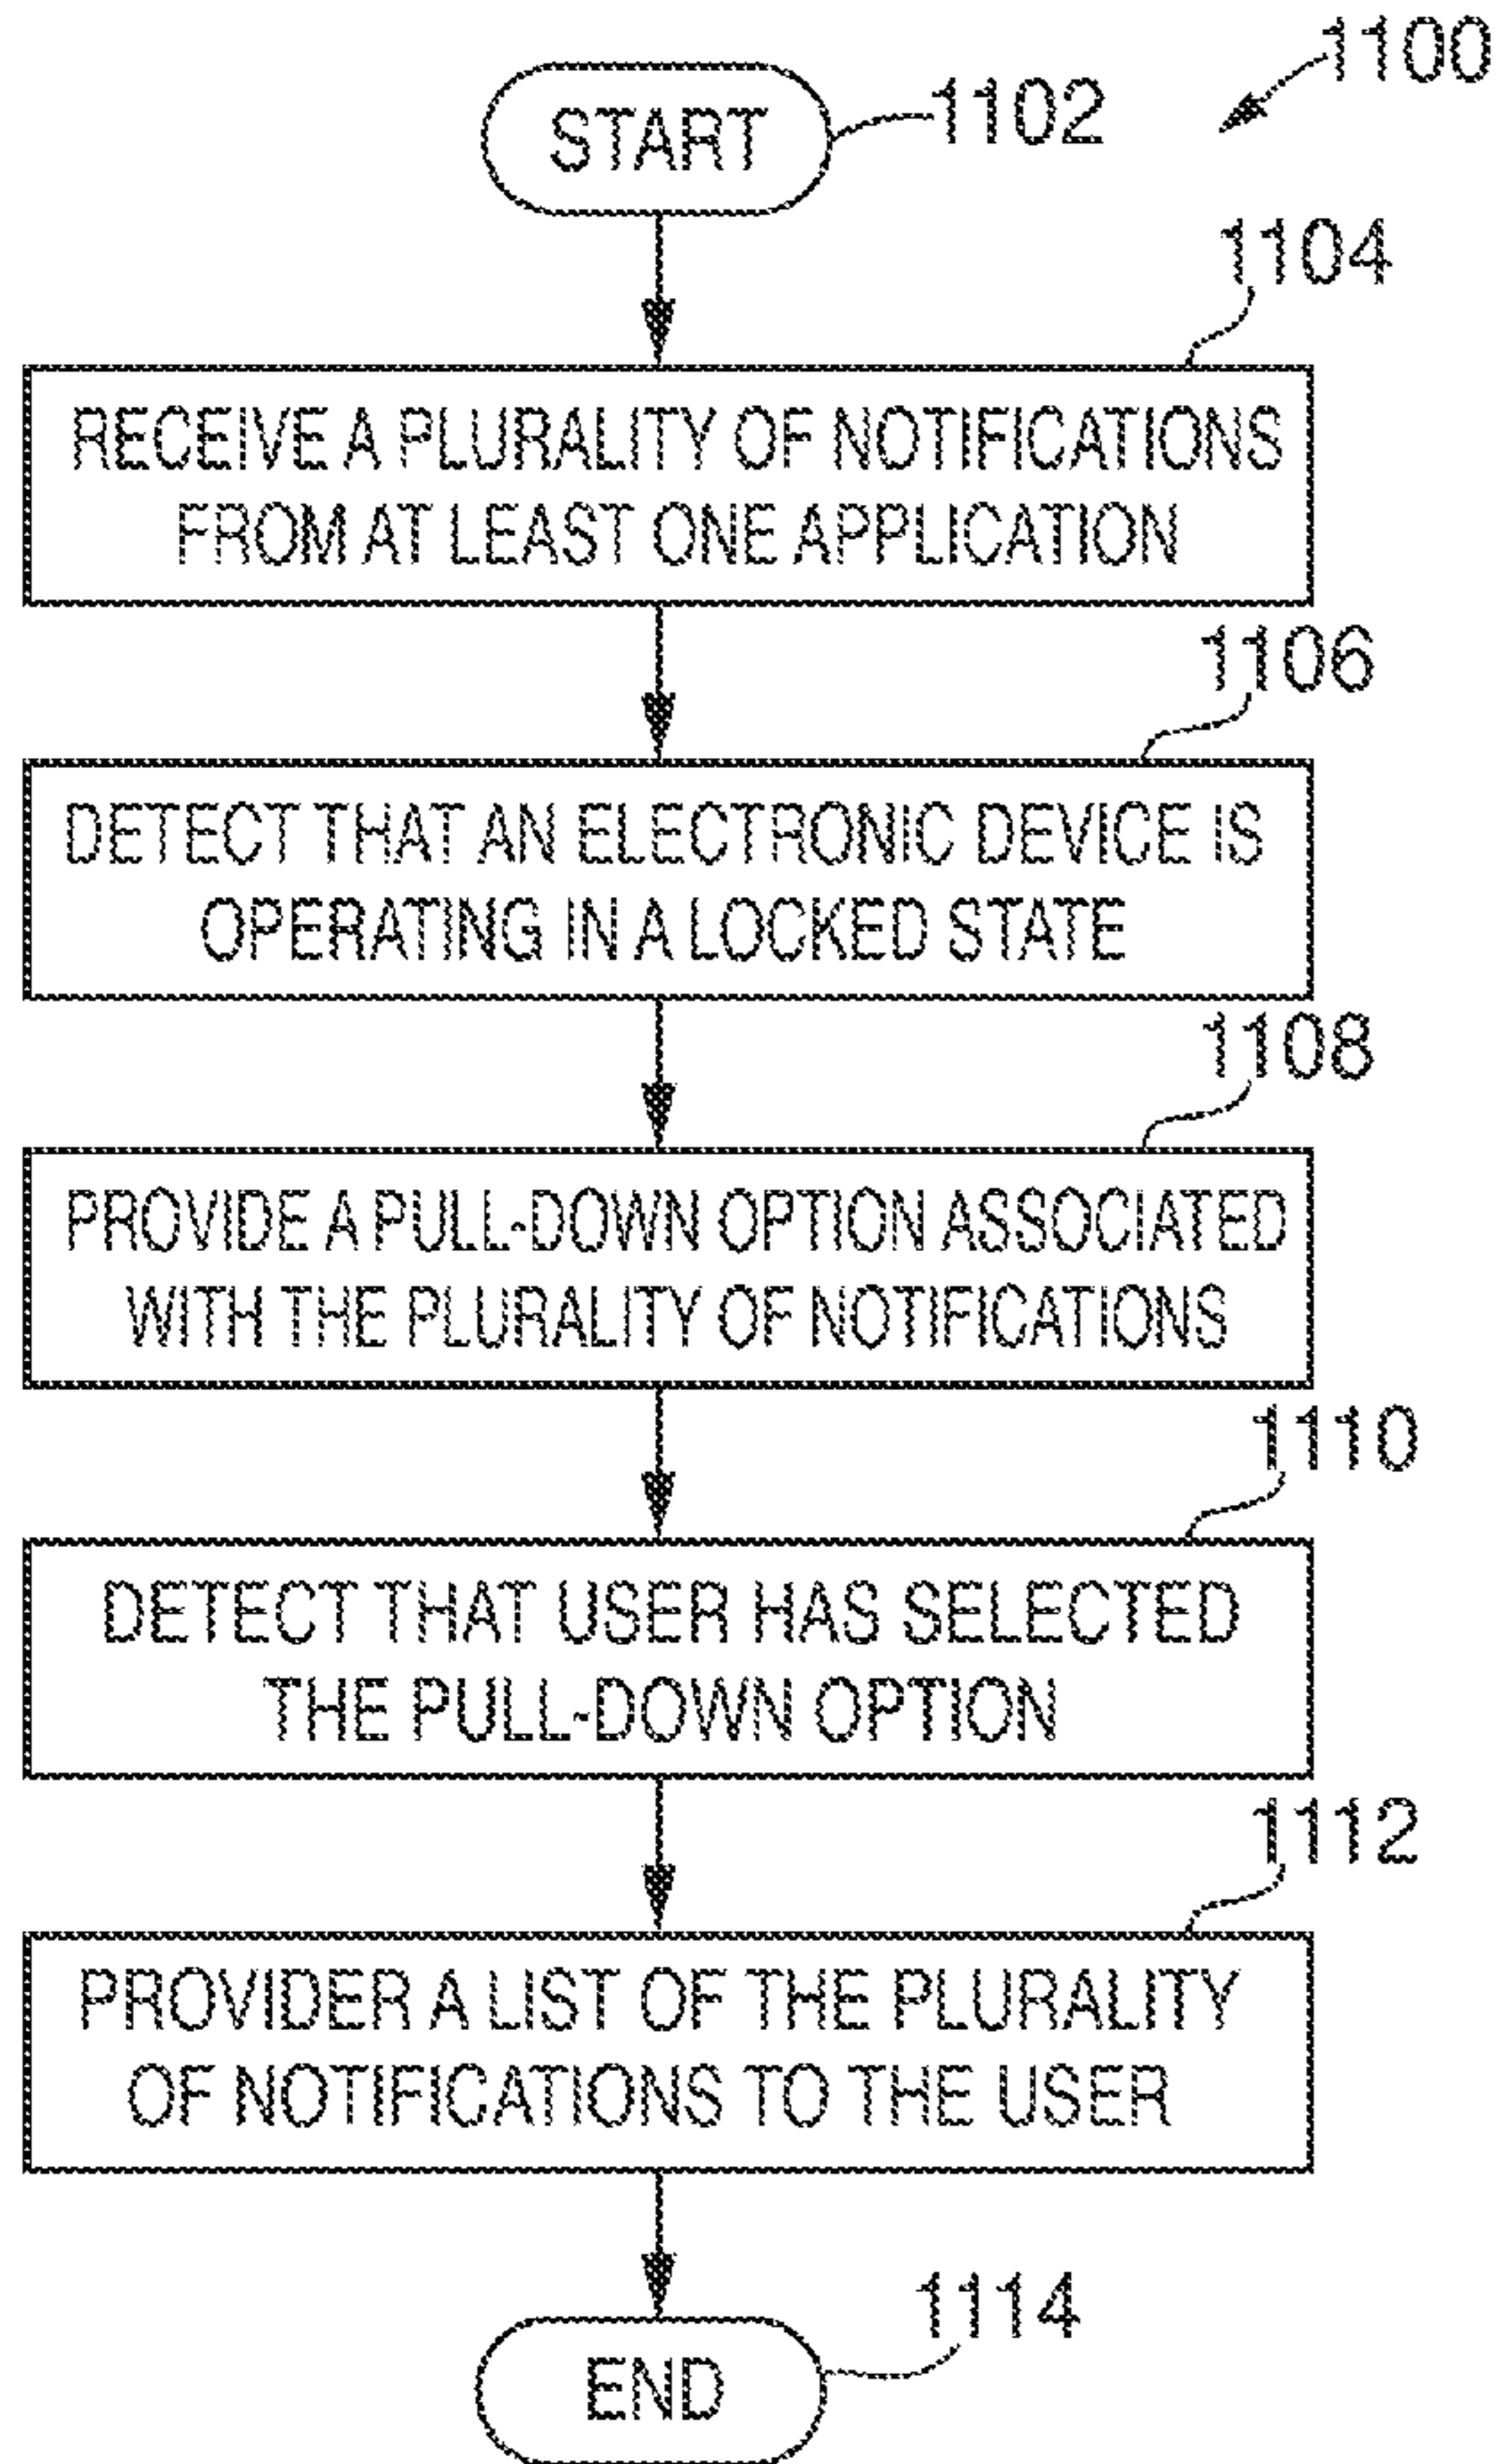 1100
START
1102
1104
RECEIVE A PLURALITY OF NOTIFICATIONS
FROM AT LEAST ONE APPLICATION
1106
DETECT THAT AN ELECTRONIC DEVICE IS
OPERATING IN A LOCKED STATE
1108
PROVIDE A PULL-DOWN OPTION ASSOCIATED
WITH THE PLURALITY OF NOTIFICATIONS
1110
DETECT THAT USER HAS SELECTED
THE PULL-DOWN OPTION
1112
PROVIDER A LIST OF THE PLURALITY
OF NOTIFICATIONS TO THE USER
1114
END